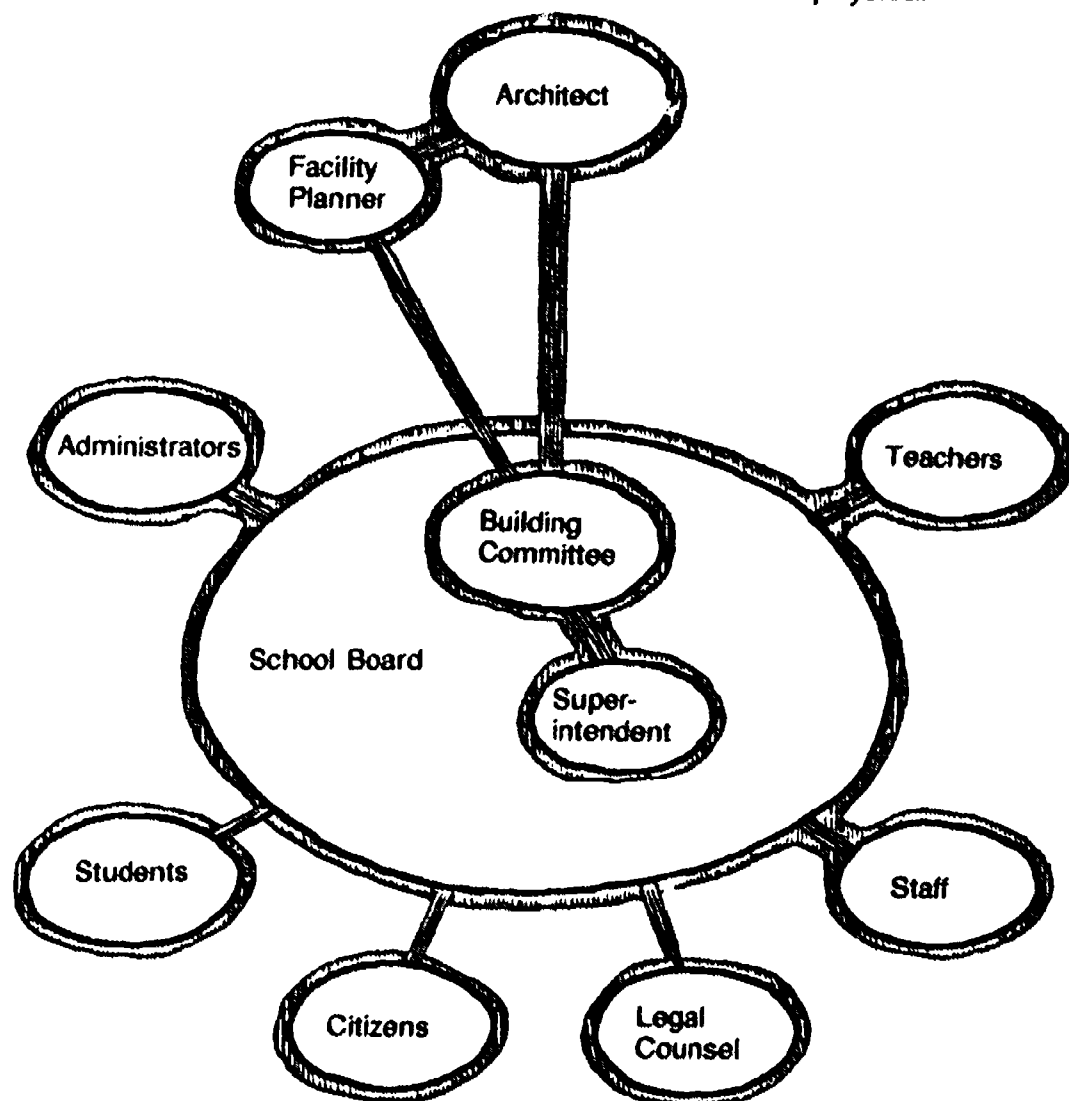 Architect
Facility
Planner
Administrators
Teachers
Building
Committee
School Board
Super-
intendent
Students
Staff
Citizens
Legal
Counsel